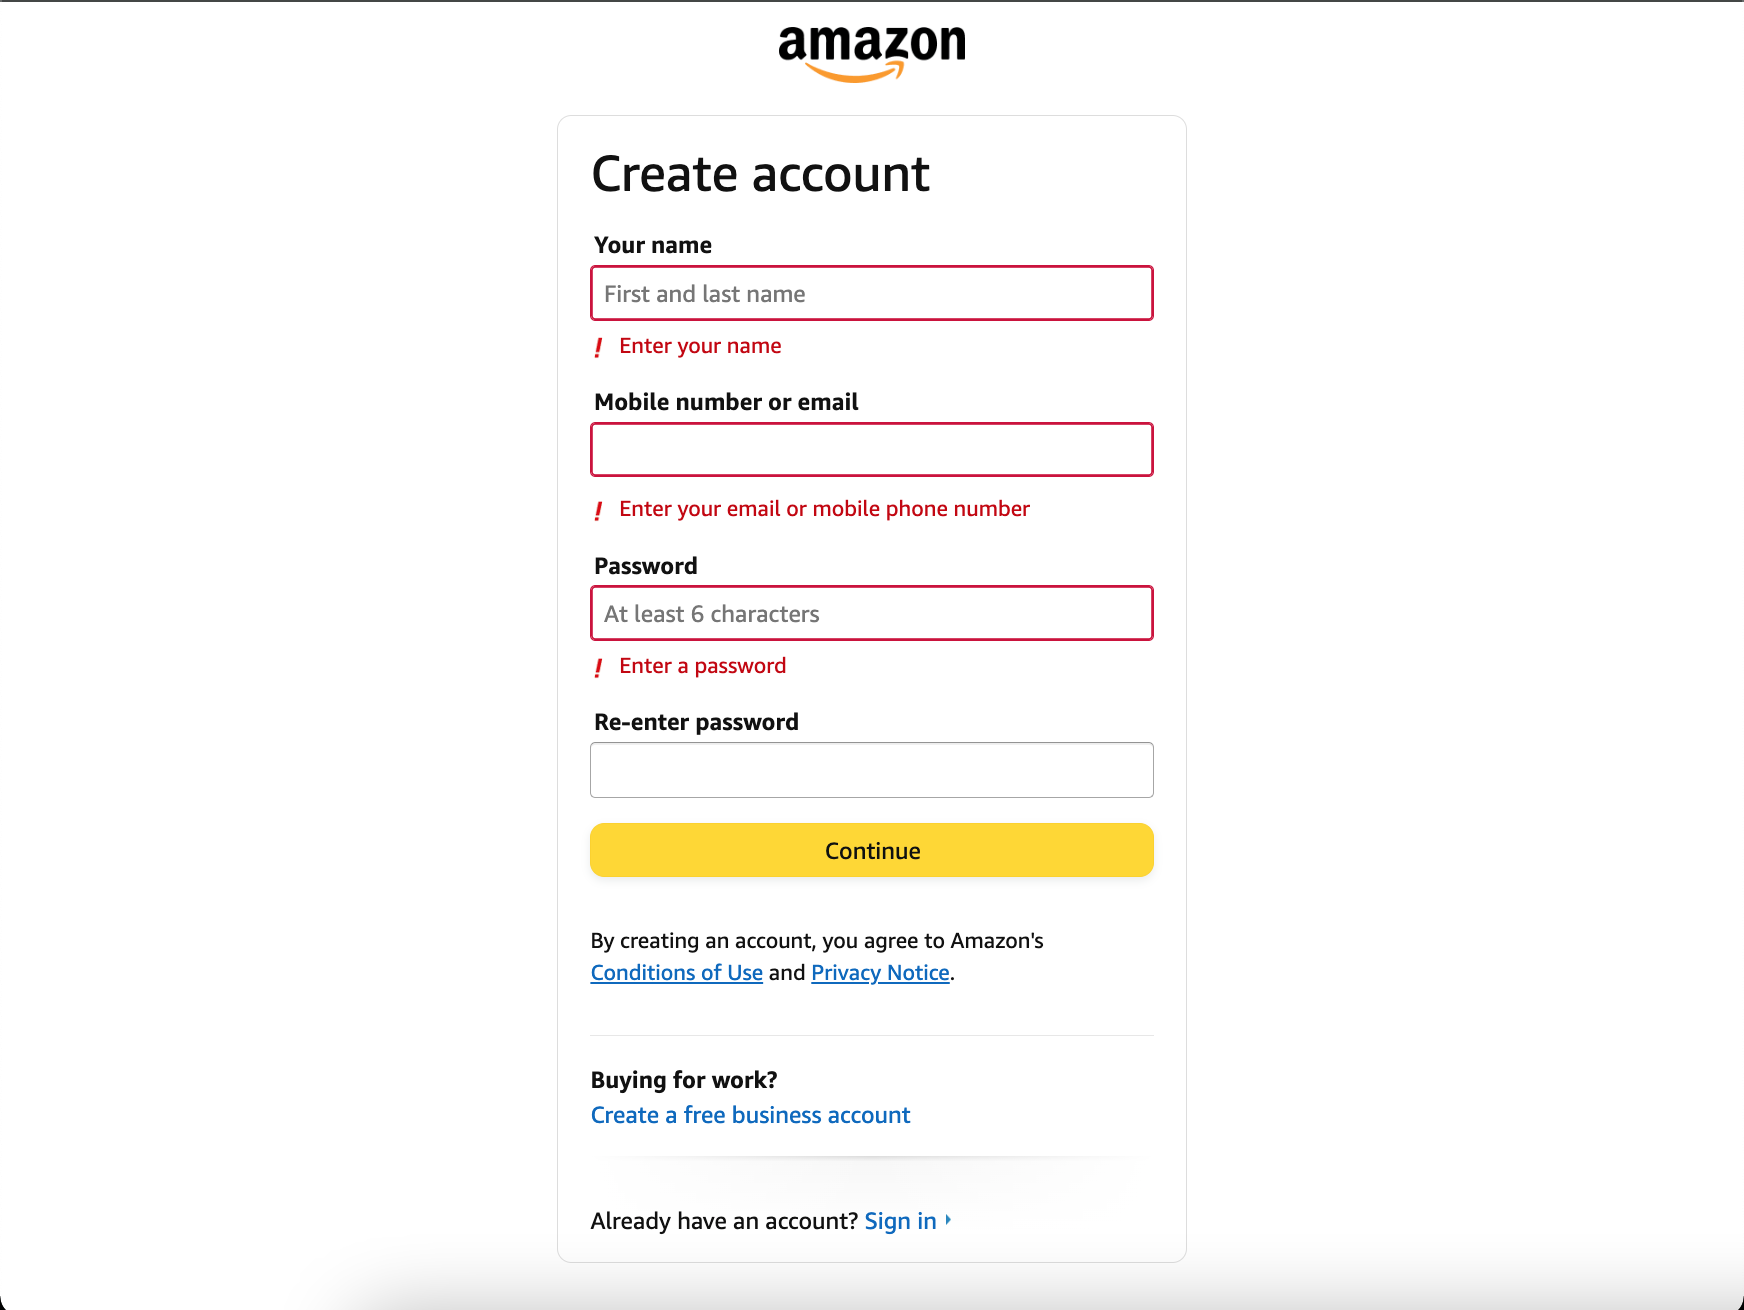 amazon
Create account
Your name
First and last name
! Enter your name
Mobile number or email
! Enter your email or mobile phone number
Password
At least 6 characters
! Enter a password
Re-enter password
Continue
By creating an account, you agree to Amazon's
Conditions of Use and Privacy Notice.
Buying for work?
Create a free business account
Already have an account? Sign in